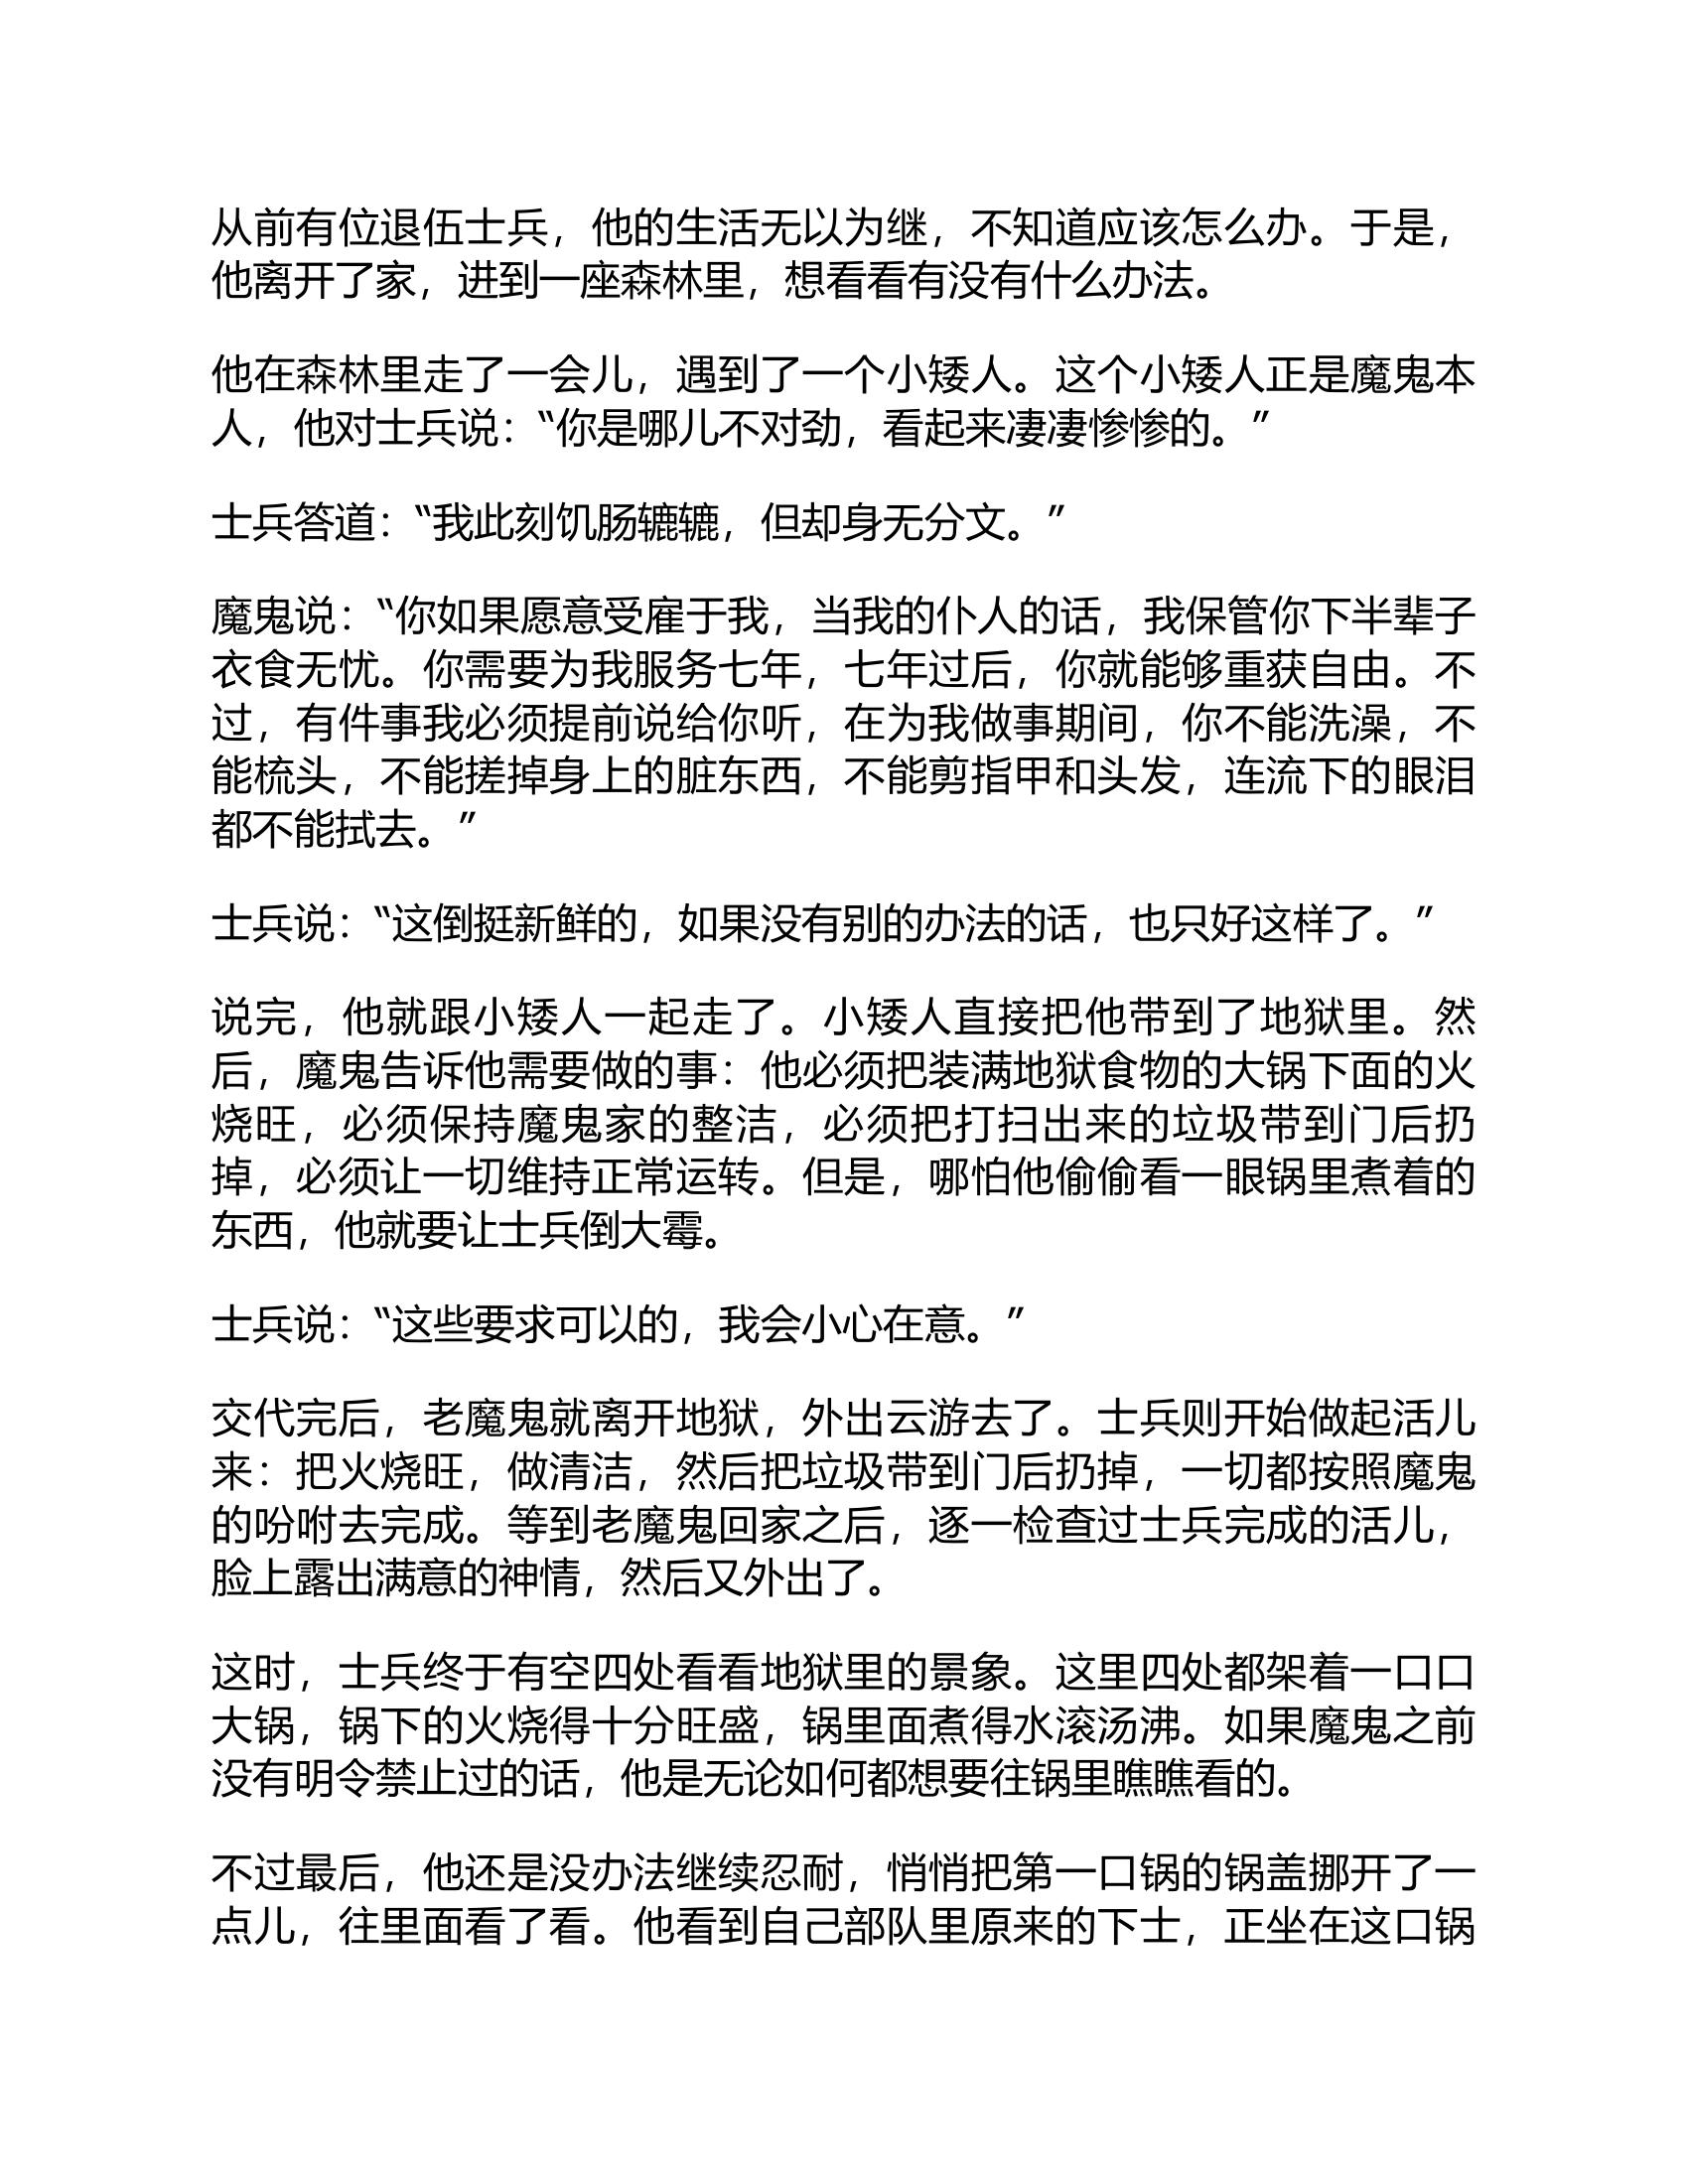 从前有位退伍士兵，他的生活无以为继，不知道应该怎么办。于是，
他离开了家，进到一座森林里，想看看有没有什么办法。
他在森林里走了一会儿，遇到了一个小矮人。这个小矮人正是魔鬼本
人，他对士兵说：“你是哪儿不对劲，看起来凄凄惨惨的。”
士兵答道：“我此刻饥肠辘辘，但却身无分文。”
魔鬼说：“你如果愿意受雇于我，当我的仆人的话，我保管你下半辈子
衣食无忧。你需要为我服务七年，七年过后，你就能够重获自由。不
过，有件事我必须提前说给你听，在为我做事期间，你不能洗澡，不
能梳头，不能搓掉身上的脏东西，不能剪指甲和头发，连流下的眼泪
都不能拭去。”
士兵说：“这倒挺新鲜的，如果没有别的办法的话，也只好这样了。”
说完，他就跟小矮人一起走了。小矮人直接把他带到了地狱里。然
后，魔鬼告诉他需要做的事：他必须把装满地狱食物的大锅下面的火
烧旺，必须保持魔鬼家的整洁，必须把打扫出来的垃圾带到门后扔
掉，必须让一切维持正常运转。但是，哪怕他偷偷看一眼锅里煮着的
东西，他就要让士兵倒大霉。
士兵说：“这些要求可以的，我会小心在意。”
交代完后，老魔鬼就离开地狱，外出云游去了。士兵则开始做起活儿
来：把火烧旺，做清洁，然后把垃圾带到门后扔掉，一切都按照魔鬼
的吩咐去完成。等到老魔鬼回家之后，逐一检查过士兵完成的活儿，
脸上露出满意的神情，然后又外出了。
这时，士兵终于有空四处看看地狱里的景象。这里四处都架着一口口
大锅，锅下的火烧得十分旺盛，锅里面煮得水滚汤沸。如果魔鬼之前
没有明令禁止过的话，他是无论如何都想要往锅里瞧瞧看的。
不过最后，他还是没办法继续忍耐，悄悄把第一口锅的锅盖挪开了一
点儿，往里面看了看。他看到自己部队里原来的下士，正坐在这口锅